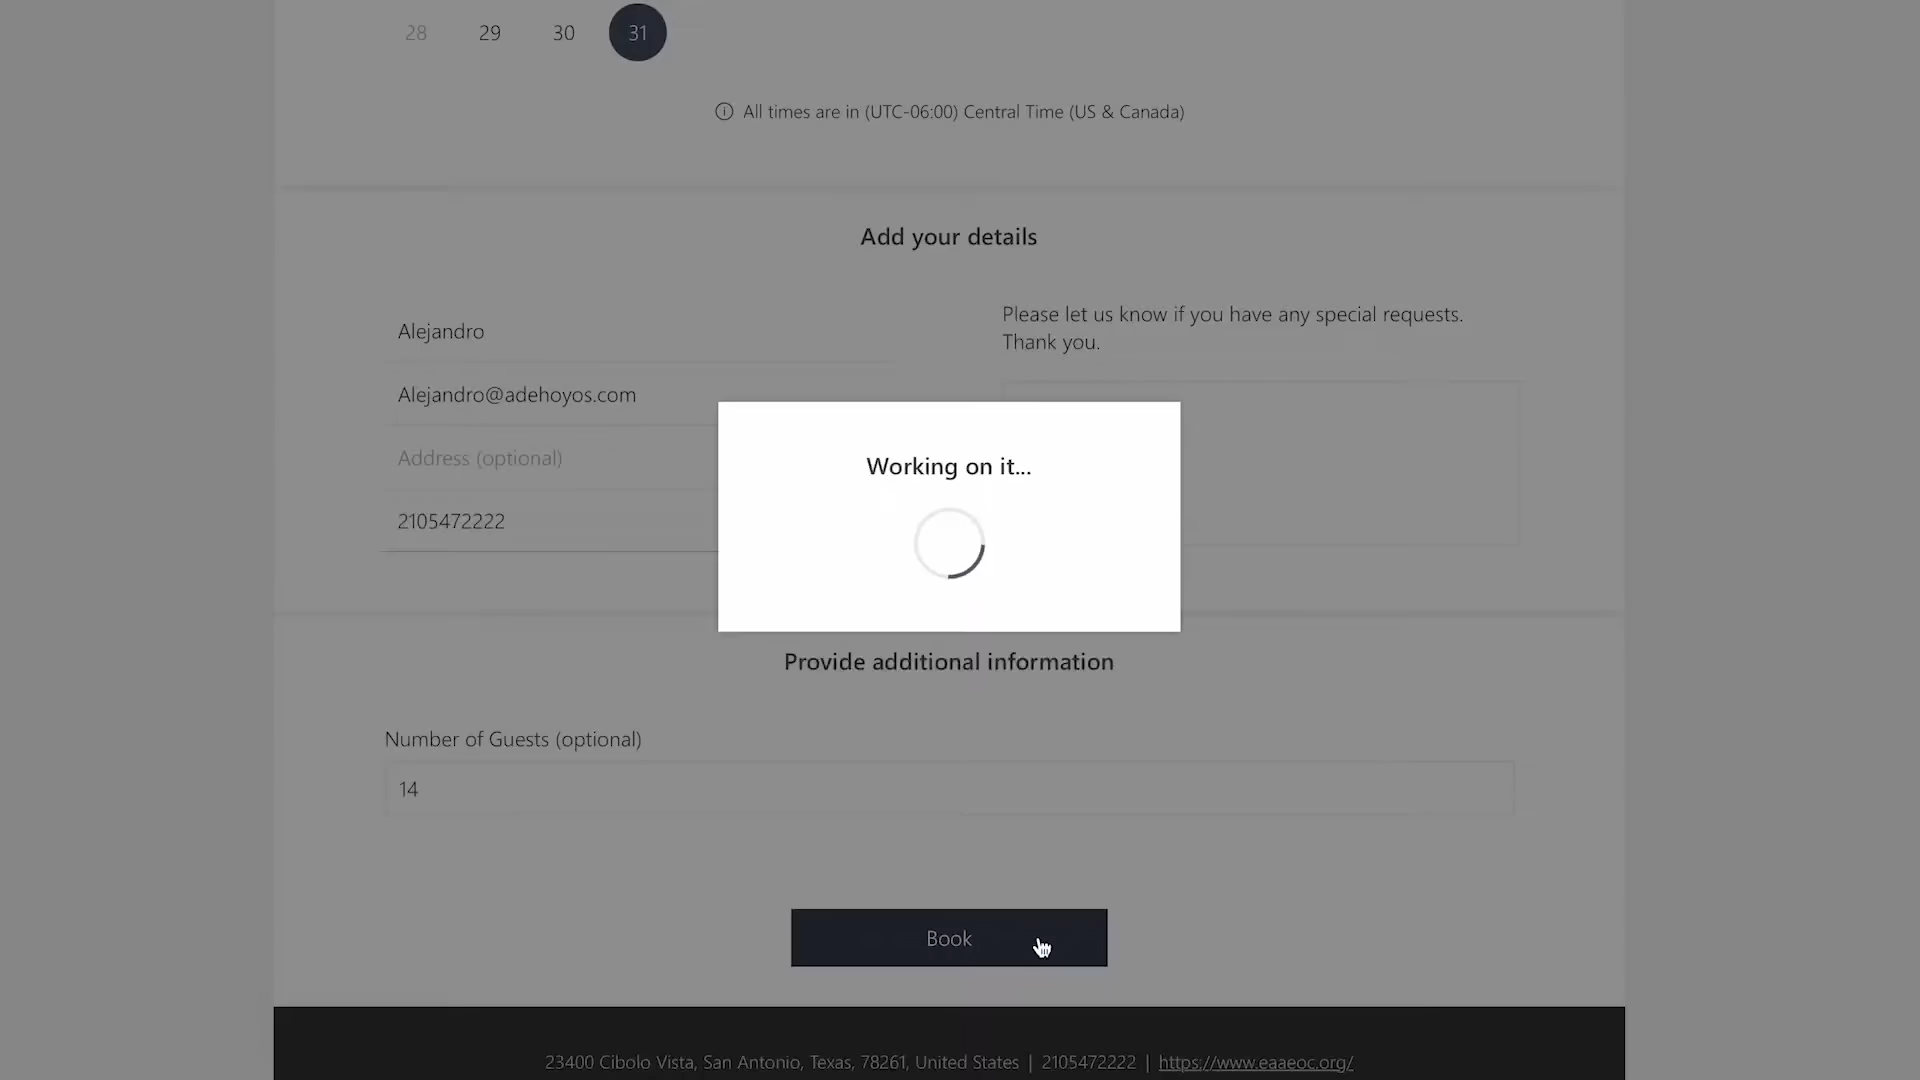 28 29 30 31
All times are in (UTC-06:00) Central Time (US & Canada)
Add your details
Alejandro
Alejandro@adehoyos.com
Address (optional)
2105472222
Please let us know if you have any special requests.
Thank you.
Working on it...
Provide additional information
Number of Guests (optional)
14
Book
23400 Cibolo Vista, San Antonio, Texas, 78261, United States | 2105472222 | https://www.eaaeoc.org/